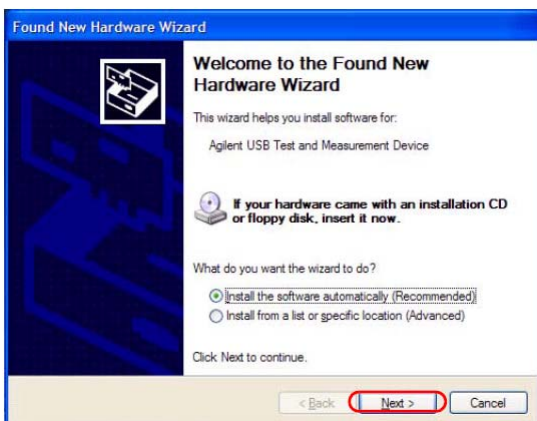 Found New Hardware Wizard
Welcome to the Found New
Hardware Wizard
This wizard helps you install software for:
Agilent USB Test and Measurement Device
If your hardware came with an installation CD
or floppy disk, insert it now.
What do you want the wizard to do?
Install the software automatically (Recommended)
Install from a list or specific location (Advanced)
Click Next to continue.
< Back Next > Cancel